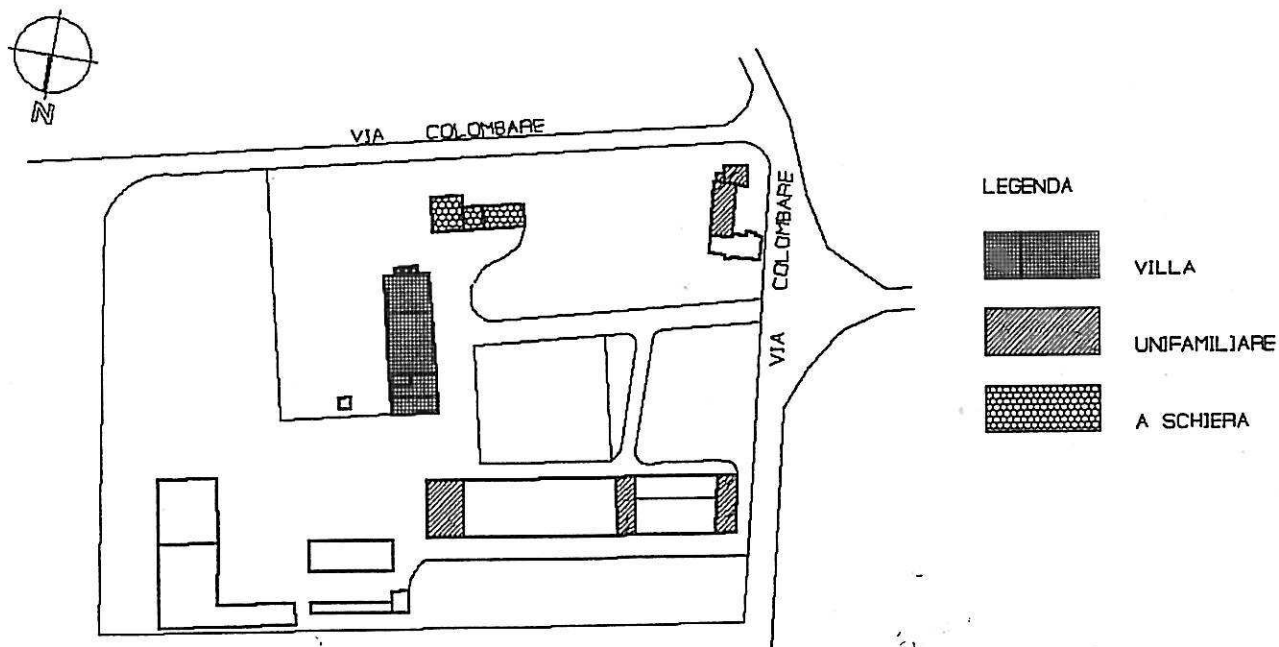 N
VIA COLOMBARE
VIA COLOMBARE
LEGENDA
VILLA
UNIFAMILIARE
A SCHIERA